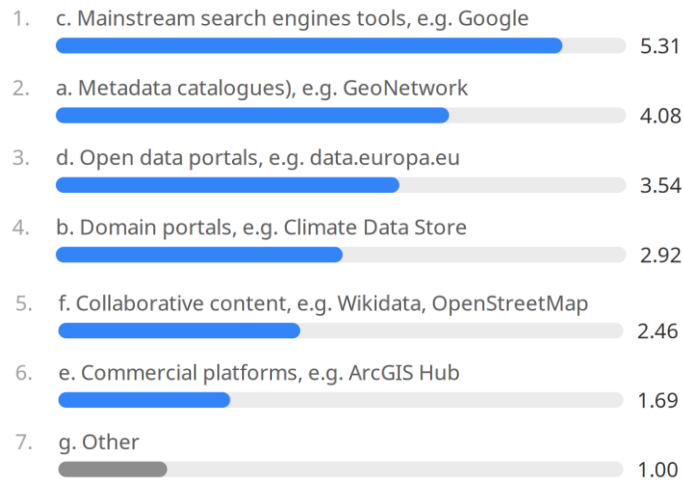 1. c. Mainstream search engines tools, e.g. Google
5.31
2. a. Metadata catalogues), e.g. GeoNetwork
4.08
3. d. Open data portals, e.g. data.europa.eu
3.54
4. b. Domain portals, e.g. Climate Data Store
2.92
5. f. Collaborative content, e.g. Wikidata, OpenStreetMap
2.46
6. e. Commercial platforms, e.g. ArcGIS Hub
1.69
7. g. Other
1.00